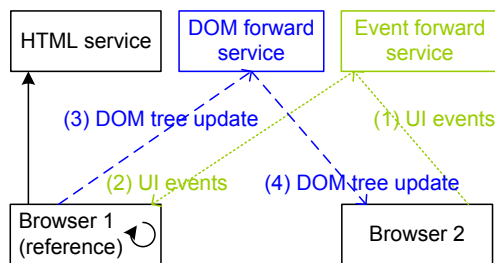 HTML service
DOM forward
service
Event forward
service
(3) DOM tree update
(1) UI events
(2) UI events
(4) DOM tree update
Browser 1
(reference)
Browser 2